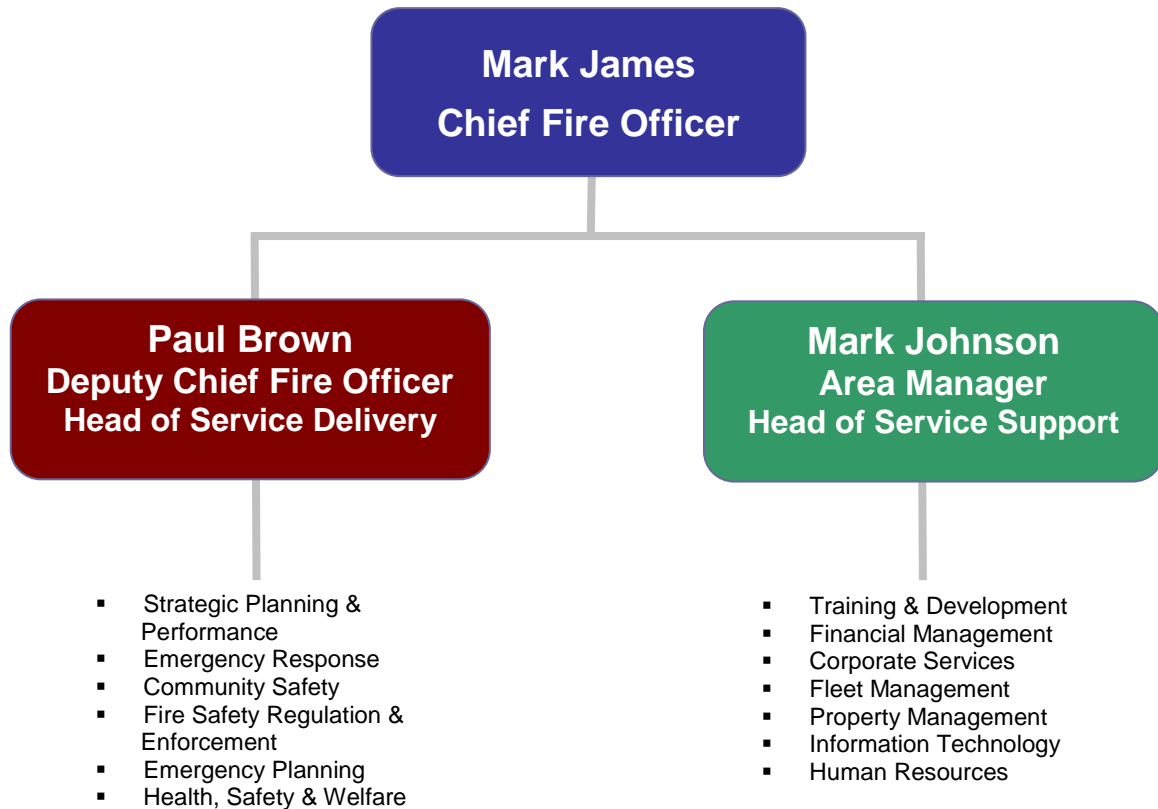 Mark James
Chief Fire Officer
Paul Brown
Deputy Chief Fire Officer
Head of Service Delivery
Mark Johnson
Area Manager
Head of Service Support
▪ Strategic Planning &
Performance
▪ Emergency Response
▪ Community Safety
▪ Fire Safety Regulation &
Enforcement
▪ Emergency Planning
▪ Health, Safety & Welfare
▪ Training & Development
▪ Financial Management
▪ Corporate Services
▪ Fleet Management
▪ Property Management
▪ Information Technology
▪ Human Resources